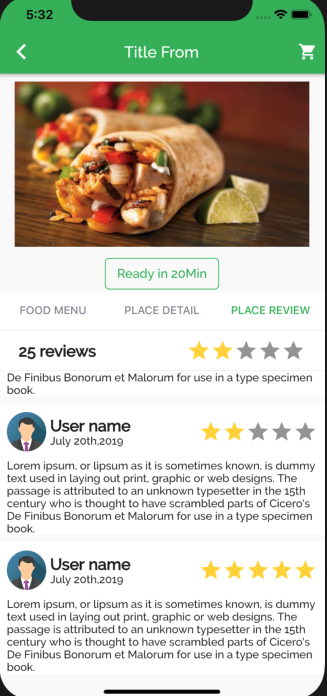 5:32
Title From
Ready in 20Min
FOOD MENU PLACE DETAIL PLACE REVIEW
25 reviews
De Finibus Bonorum et Malorum for use in a type specimen
book.
User name
July 20th,2019
Lorem ipsum, or lipsum as it is sometimes known, is dummy
text used in laying out print, graphic or web designs. The
passage is attributed to an unknown typesetter in the 15th
century who is thought to have scrambled parts of Cicero's
De Finibus Bonorum et Malorum for use in a type specimen
book.
User name
July 20th,2019
Lorem ipsum, or lipsum as it is sometimes known, is dummy
text used in laying out print, graphic or web designs. The
passage is attributed to an unknown typesetter in the 15th
century who is thought to have scrambled parts of Cicero's
De Finibus Bonorum et Malorum for use in a type specimen
book.